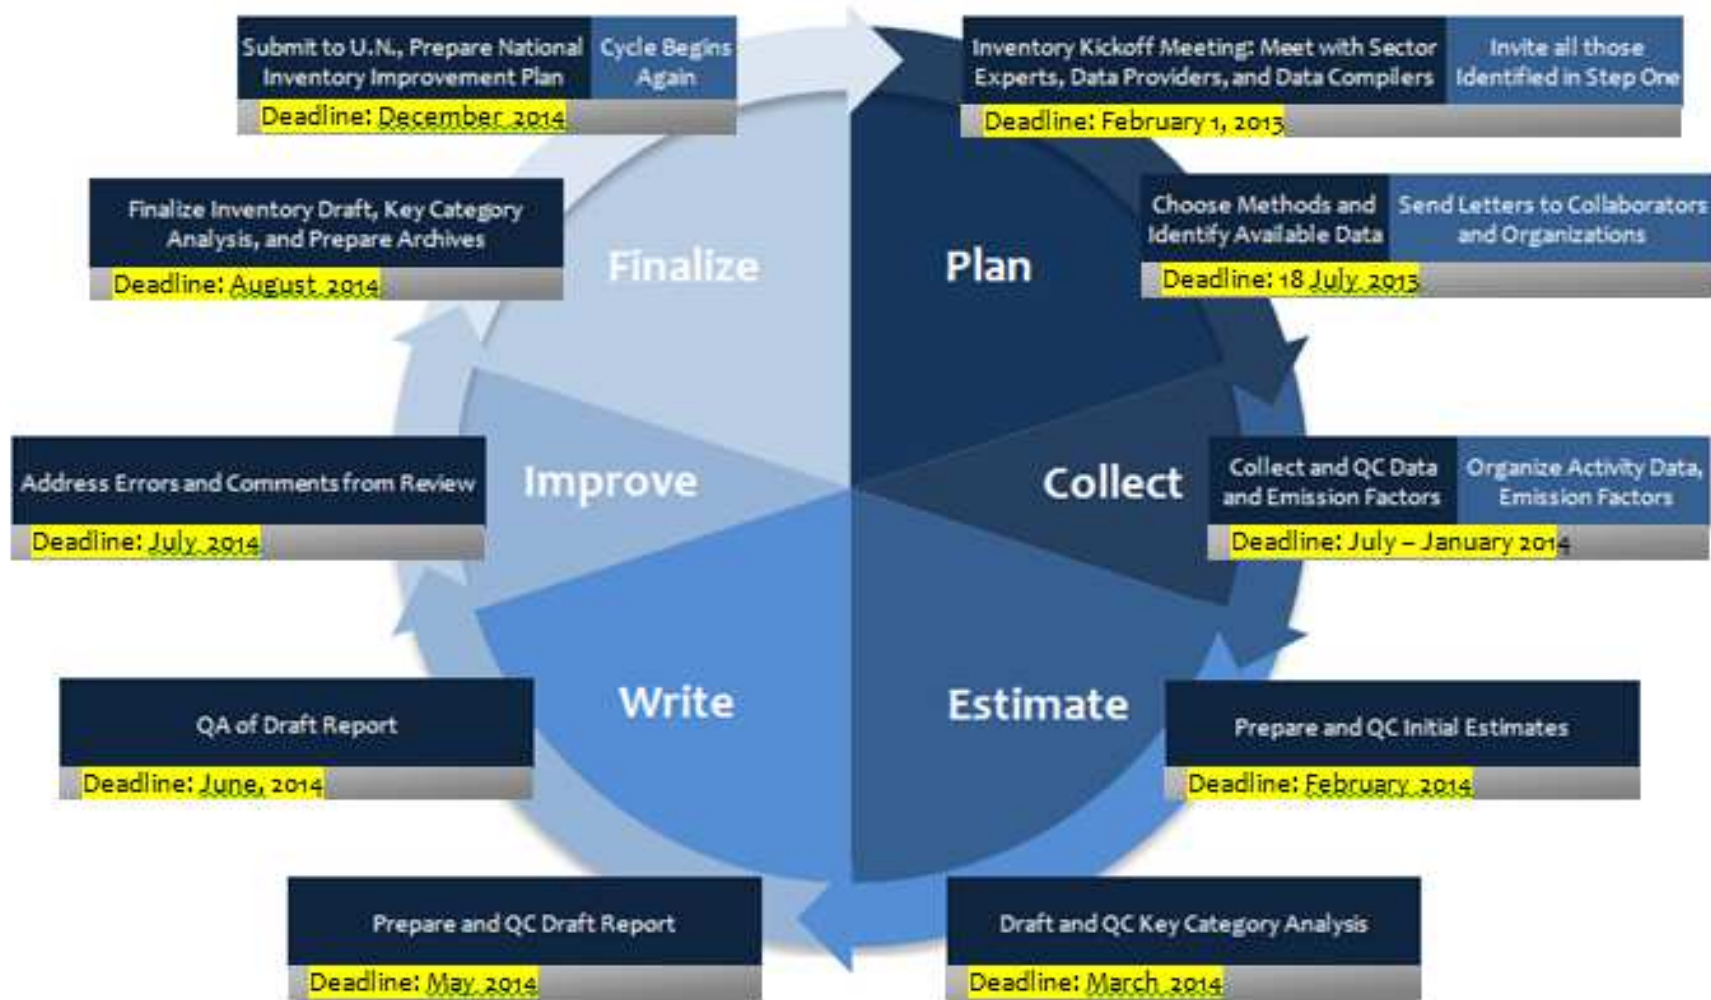 Submit to U.N., Prepare National
Inventory Improvement Plan
Cycle Begins
Again
Deadline: December 2014
Inventory Kickoff Meeting: Meet with Sector
Experts, Data Providers, and Data Compilers
Invite all those
Identified in Step One
Deadline: February 1, 2013
Finalize Inventory Draft, Key Category
Analysis, and Prepare Archives
Deadline: August 2014
Finalize
Plan
Choose Methods and
Identify Available Data
Send Letters to Collaborators
and Organizations
Deadline: 18 July 2013
Address Errors and Comments from Review
Deadline: July 2014
Improve
Collect
Collect and QC Data
and Emission Factors
Organize Activity Data,
Emission Factors
Deadline: July – January 2014
QA of Draft Report
Deadline: June, 2014
Write
Estimate
Prepare and QC Initial Estimates
Deadline: February 2014
Prepare and QC Draft Report
Deadline: May 2014
Draft and QC Key Category Analysis
Deadline: March 2014